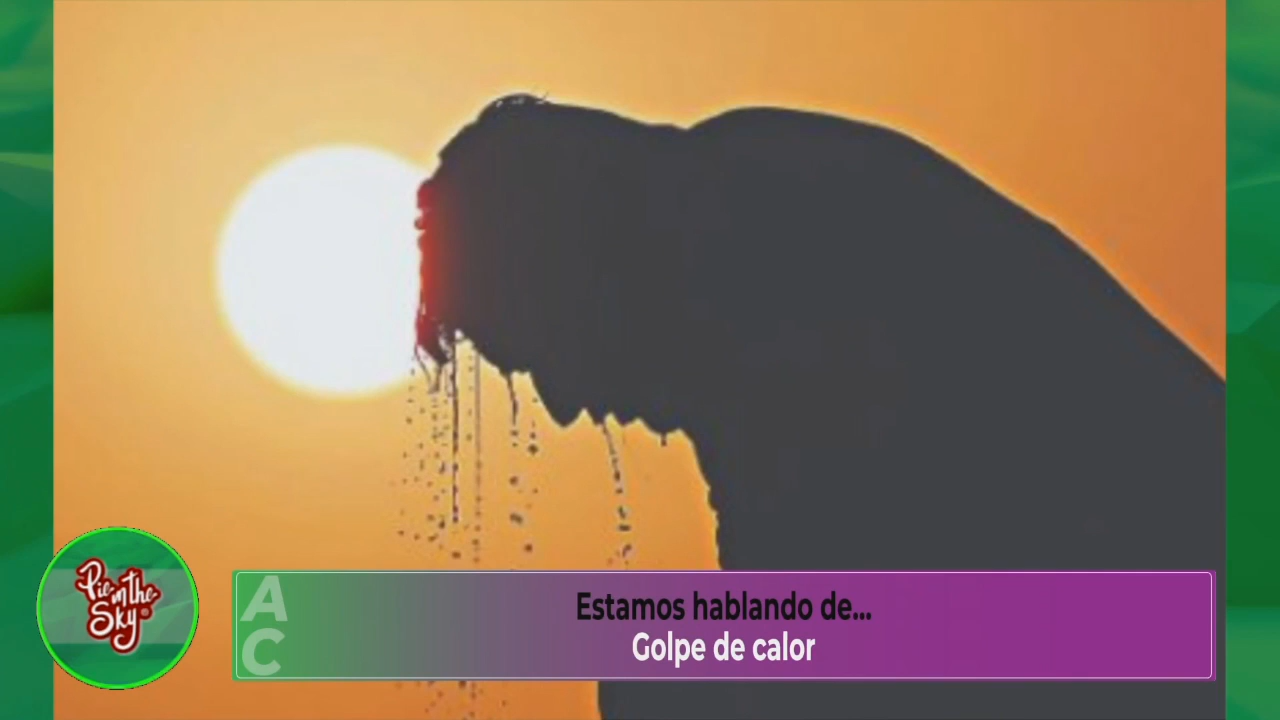 Pie in the
Sky
A
C
Estamos hablando de...
Golpe de calor